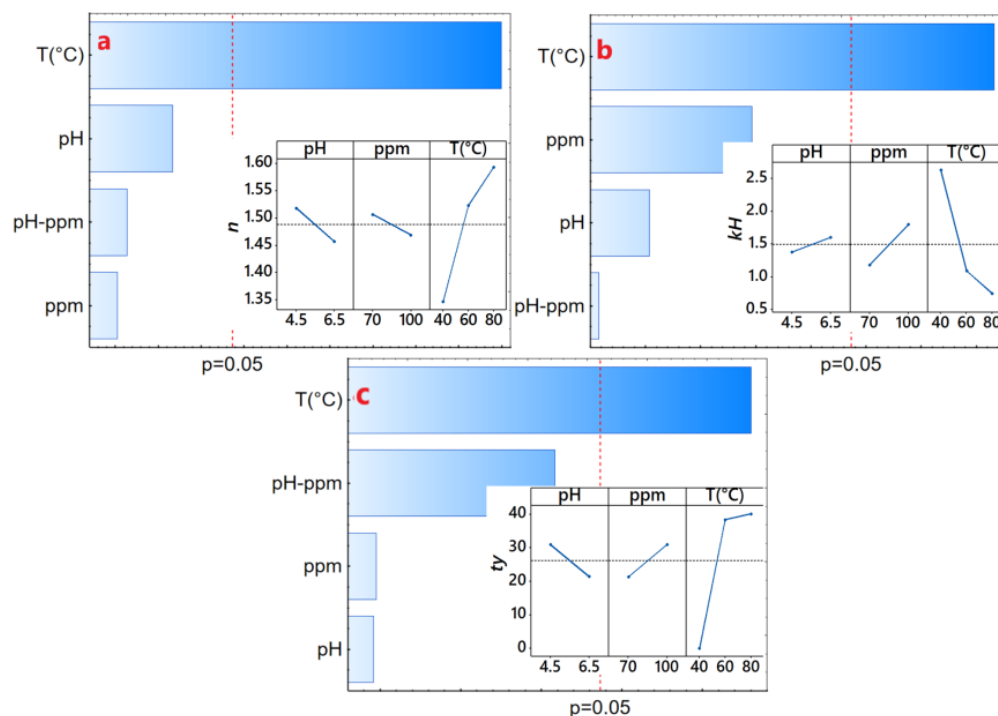 a
T(°C)
pH
pH-ppm
ppm
p=0.05
pH ppm T(°C)
n
1.60
1.55
1.50
1.45
1.40
1.35
4.5 6.5 70 100 40 60 80
b
T(°C)
ppm
pH
pH-ppm
p=0.05
pH ppm T(°C)
kH
2.5
2.0
1.5
1.0
0.5
4.5 6.5 70 100 40 60 80
c
T(°C)
pH-ppm
ppm
pH
p=0.05
pH ppm T(°C)
ty
40
30
20
10
0
4.5 6.5 70 100 40 60 80